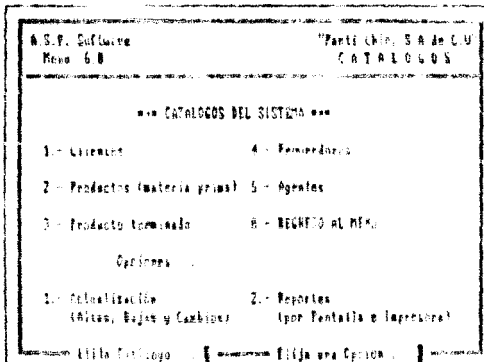 A.S.P. Software "Panti Chic, S.A de C.V
Menu 6.0 C A T A L O G O S
*** CATALOGOS DEL SISTEMA ***
1.- Clientes 4 - Proveedores
2 - Productos (materia prima) 5 - Agentes
3 - Producto terminado 6 - REGRESO AL MENU
Opciones :
1.- Actualización 2.- Reportes
(Altas, Bajas y Cambios) (por Pantalla e Impresora)
Elija Catálogo [ Elija una Opción . ]